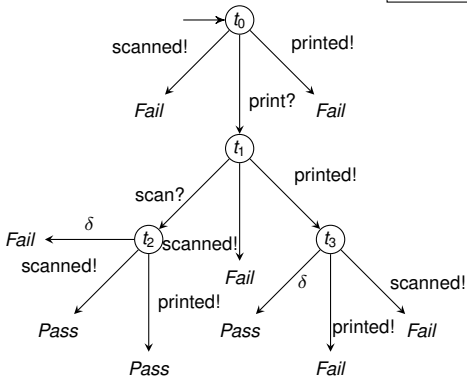 t₀
scanned! printed!
print?
Fail Fail
t₁
scan? printed!
Fail δ t₂ scanned! t₃
scanned! Fail δ scanned!
printed! printed!
Pass Pass Fail
Pass Fail